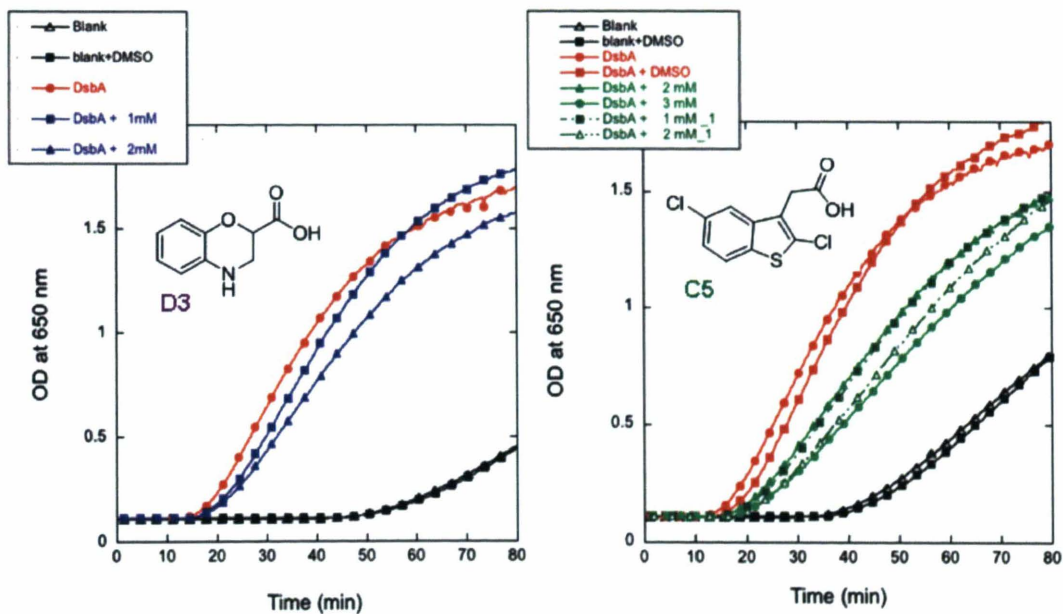 Blank
blank+DMSO
DsbA
DsbA + 1mM
DsbA + 2mM
OD at 650 nm
1.5
1
0.5
0
0 10 20 30 40 50 60 70 80
Time (min)
O
O
OH
N
H
D3
Blank
blank+DMSO
DsbA
DsbA + DMSO
DsbA + 2 mM
DsbA + 3 mM
DsbA + 1 mM_1
DsbA + 2 mM_1
OD at 650 nm
1.5
1
0.5
0
0 10 20 30 40 50 60 70 80
Time (min)
O
Cl
OH
Cl
S
C5